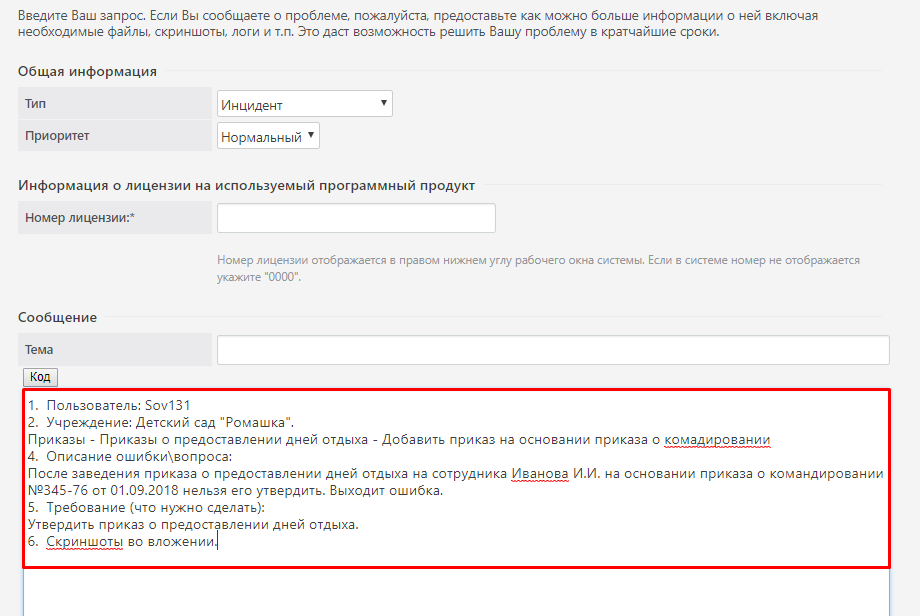 Введите Ваш запрос. Если Вы сообщаете о проблеме, пожалуйста, предоставьте как можно больше информации о ней включая
необходимые файлы, скриншоты, логи и т.п. Это даст возможность решить Вашу проблему в кратчайшие сроки.
Общая информация
Тип Инцидент
Приоритет Нормальный
Информация о лицензии на используемый программный продукт
Номер лицензии:*
Номер лицензии отображается в правом нижнем углу рабочего окна системы. Если в системе номер не отображается
укажите "0000".
Сообщение
Тема
Код
1. Пользователь: Sov131
2. Учреждение: Детский сад "Ромашка".
Приказы - Приказы о предоставлении дней отдыха - Добавить приказ на основании приказа о комадировании
4. Описание ошибки\вопроса:
После заведения приказа о предоставлении дней отдыха на сотрудника Иванова И.И. на основании приказа о командировании
№345-76 от 01.09.2018 нельзя его утвердить. Выходит ошибка.
5. Требование (что нужно сделать):
Утвердить приказ о предоставлении дней отдыха.
6. Скриншоты во вложении.